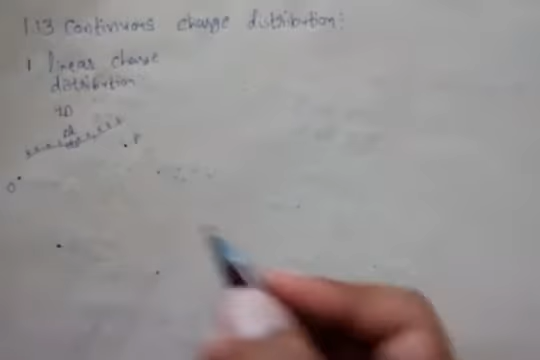 1.13 Continuous charge distribution:
1 linear charge
distribution
1D
P
O